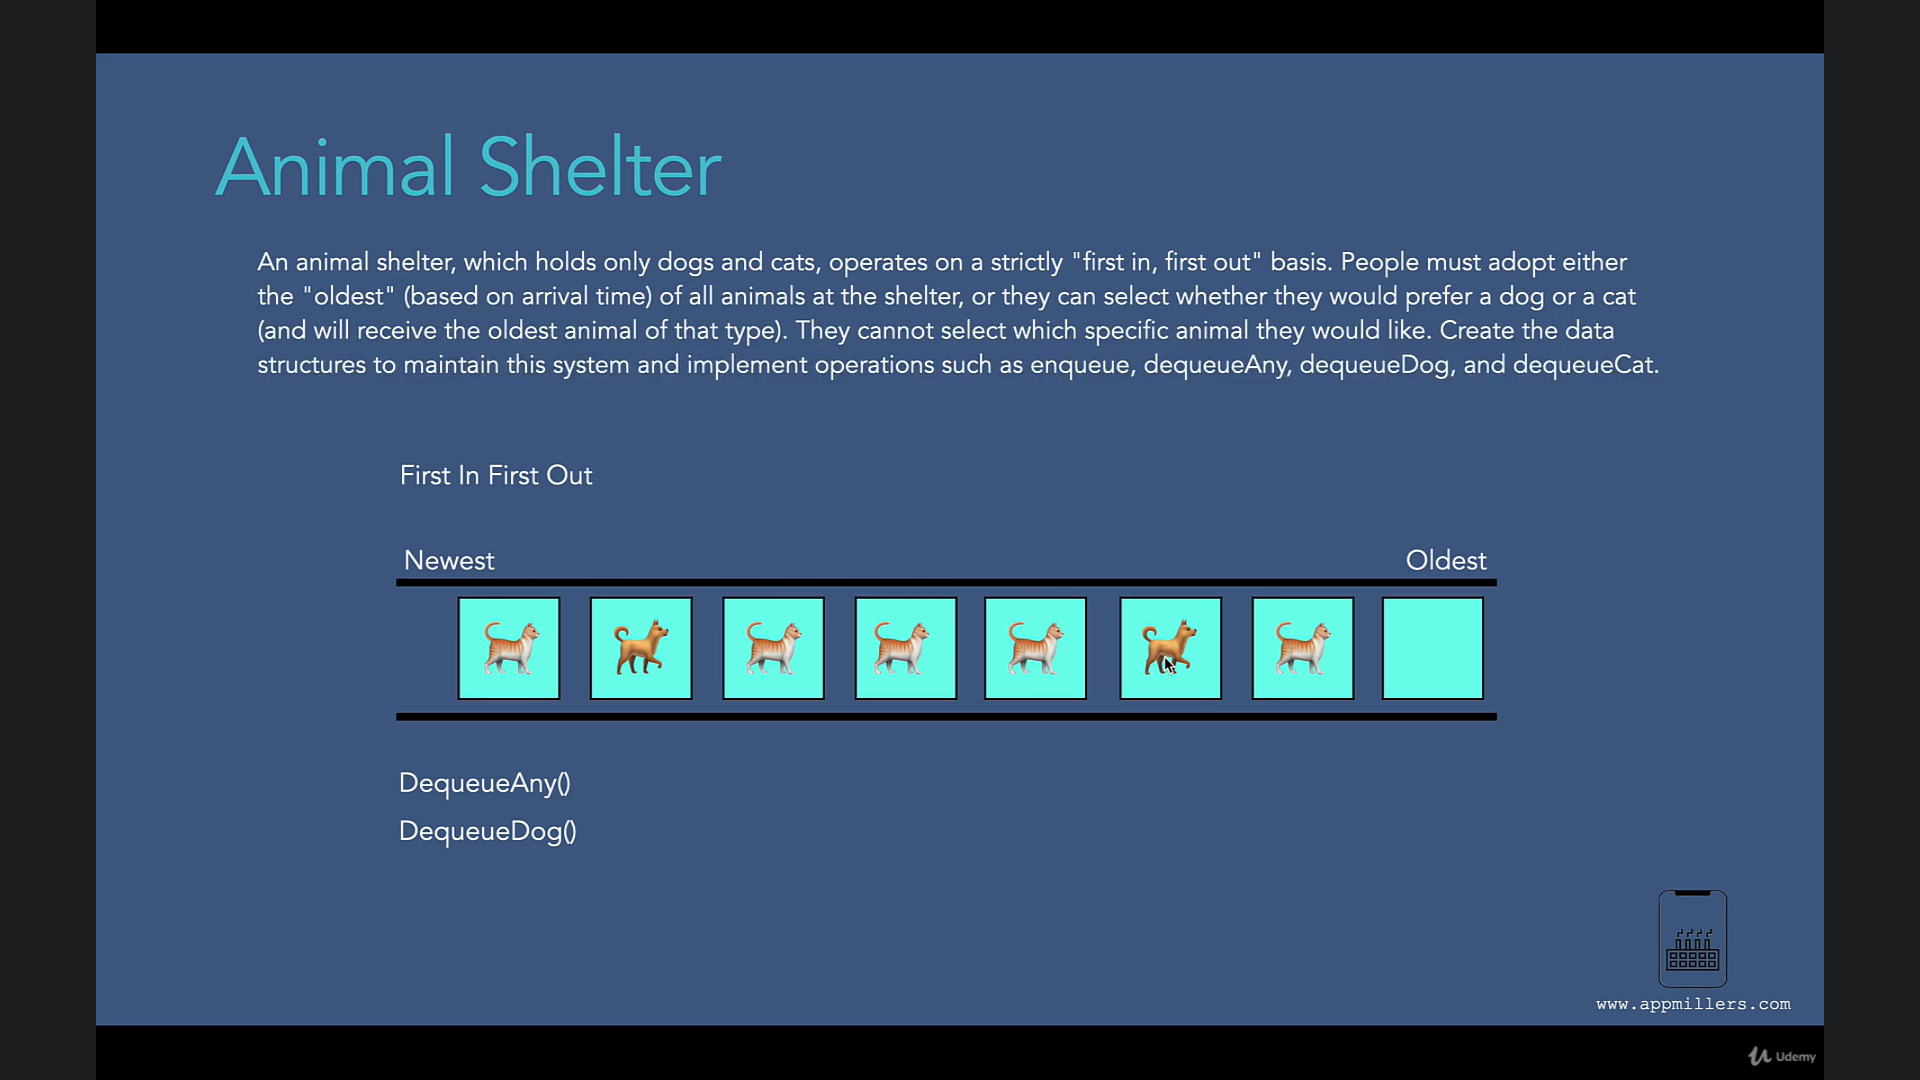 Animal Shelter
An animal shelter, which holds only dogs and cats, operates on a strictly "first in, first out" basis. People must adopt either
the "oldest" (based on arrival time) of all animals at the shelter, or they can select whether they would prefer a dog or a cat
(and will receive the oldest animal of that type). They cannot select which specific animal they would like. Create the data
structures to maintain this system and implement operations such as enqueue, dequeueAny, dequeueDog, and dequeueCat.
First In First Out
Newest
Oldest
DequeueAny()
DequeueDog()
www.appmillers.com
Udemy